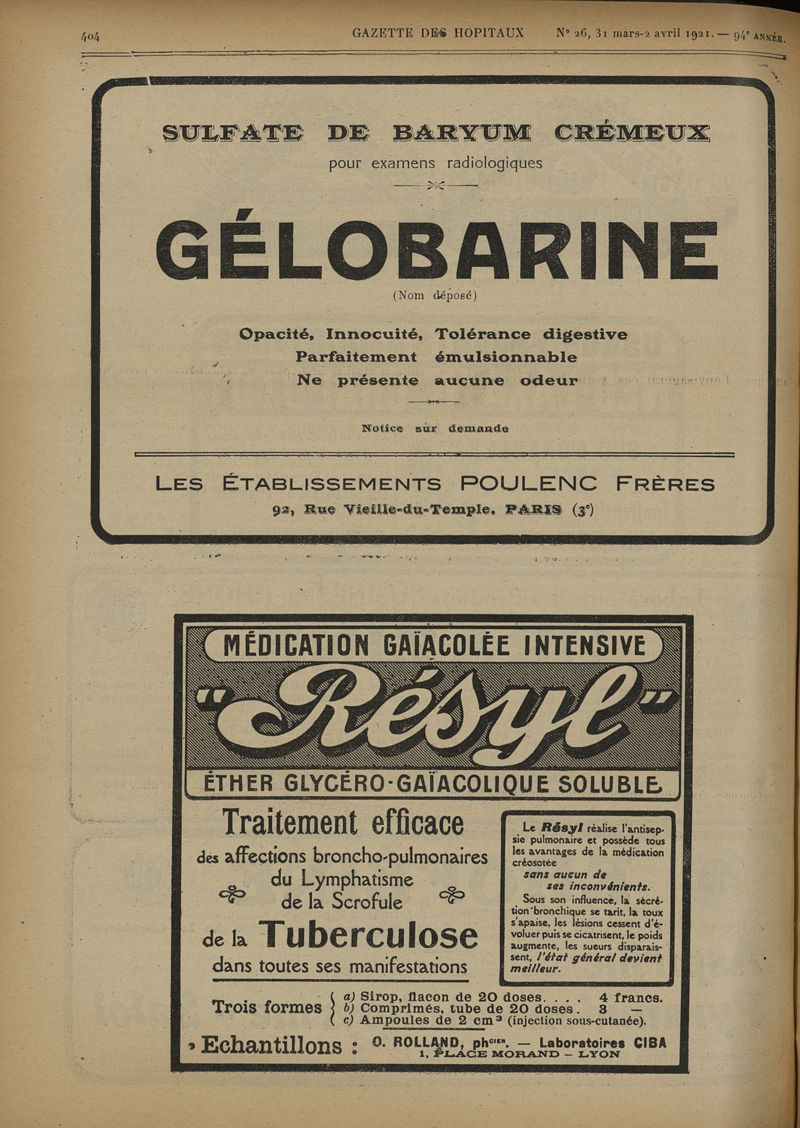 404 GAZETTE DES HOPITAUX N° 26, 31 mars-2 avril 1921. — 94e ANNÉE.
SULFATE DE BARYUM CRÉMEUX
pour examens radiologiques
GÉLOBARINE
(Nom déposé)
Opacité, Innocuité, Tolérance digestive
Parfaitement émulsionnable
Ne présente aucune odeur
Notice sur demande
LES ÉTABLISSEMENTS POULENC FRÈRES
92, Rue Vieille-du-Temple. PARIS (3e)
MÉDICATION GAÏACOLÉE INTENSIVE
"Résyl"
ÉTHER GLYCÉRO-GAÏACOLIQUE SOLUBLE
Traitement efficace
des affections broncho-pulmonaires
du Lymphatisme
de la Scrofule
de la Tuberculose
dans toutes ses manifestations
Le Résyl réalise l'antisep-
sie pulmonaire et possède tous
les avantages de la médication
créosotée
sans aucun de
ses inconvénients.
Sous son influence, la sécré-
tion bronchique se tarit, la toux
s'apaise, les lésions cessent d'é-
voluer puis se cicatrisent, le poids
augmente, les sueurs disparais-
sent, l'état général devient
meilleur.
Trois formes
a) Sirop, flacon de 20 doses. . . . 4 francs.
b) Comprimés, tube de 20 doses. 3 —
c) Ampoules de 2 cm³ (injection sous-cutanée).
Echantillons : O. ROLLAND, phcien. — Laboratoires CIBA
1, PLACE MORAND – LYON